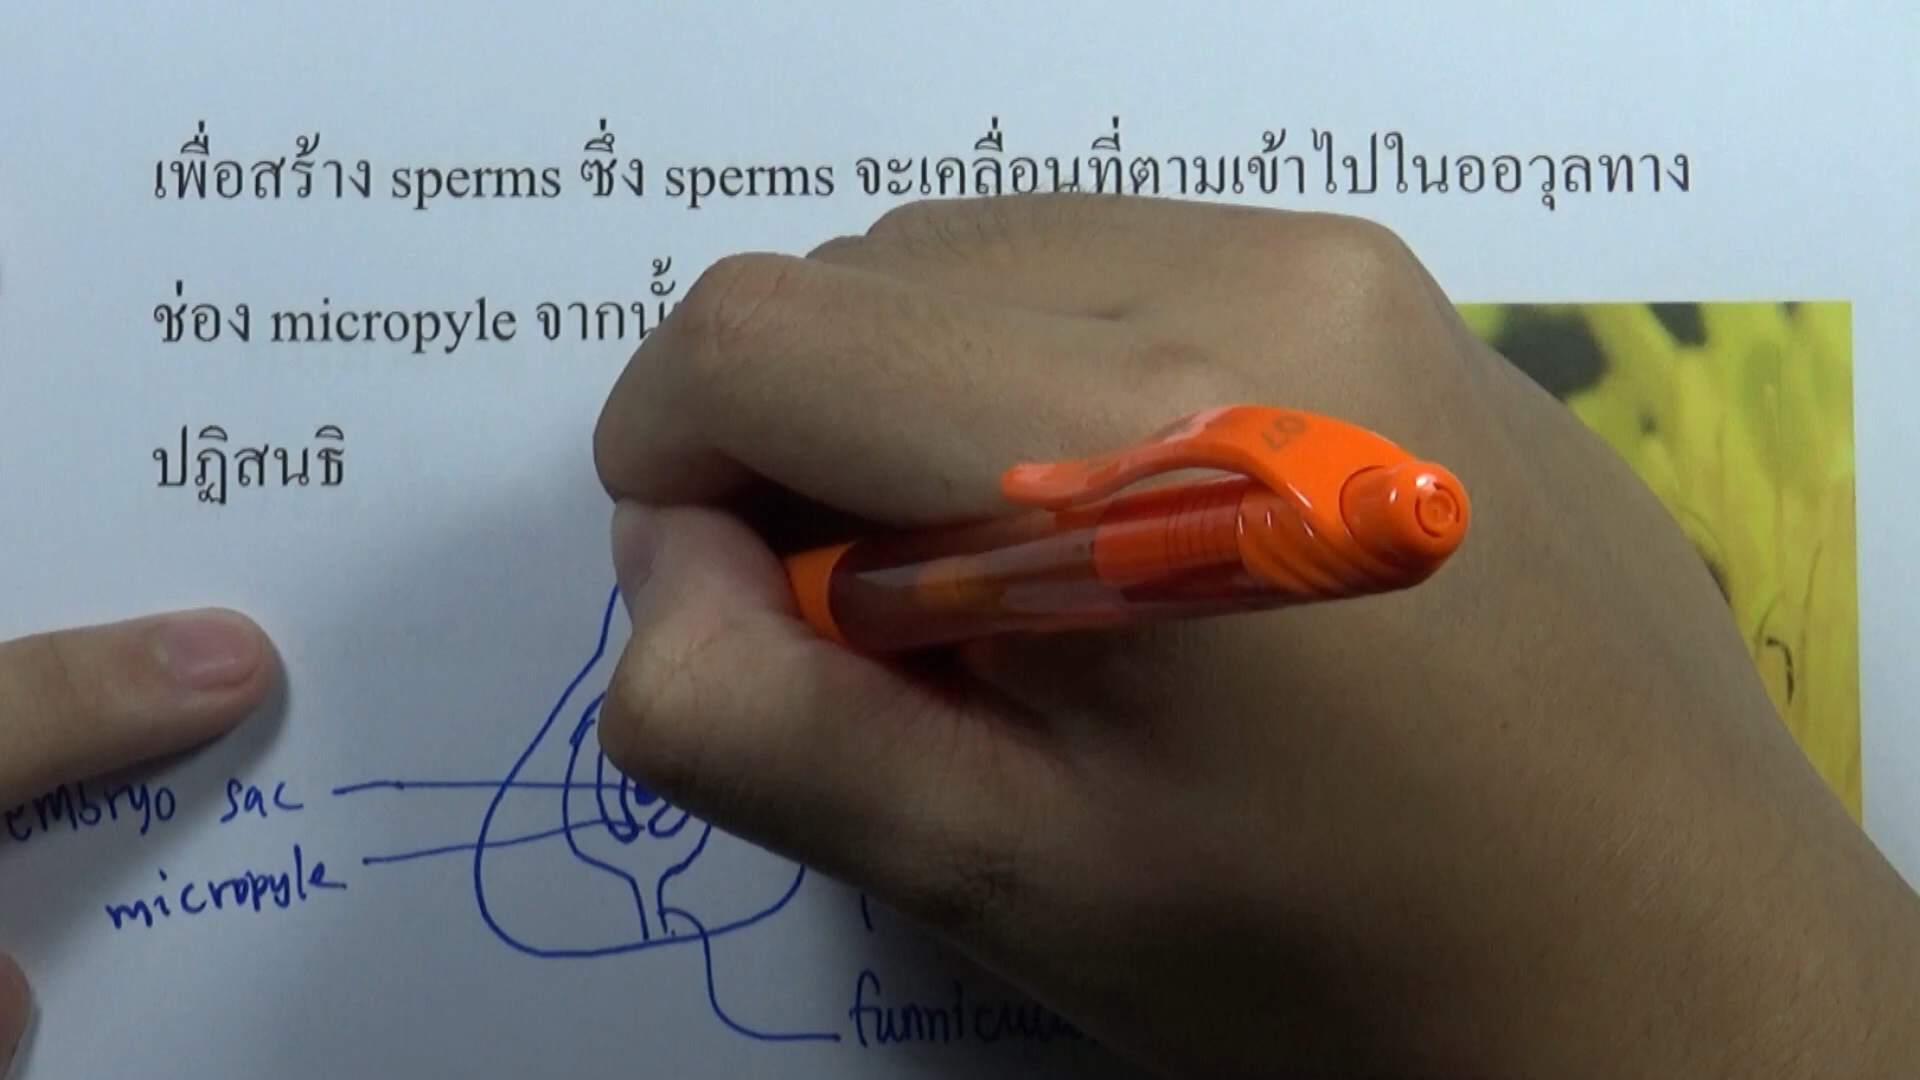 เพื่อสร้าง sperms ซึ่ง sperms จะเคลื่อนที่ตามเข้าไปในออวุลทาง
ช่อง micropyle จากนั้
ปฏิสนธิ
embryo sac
micropyle
07